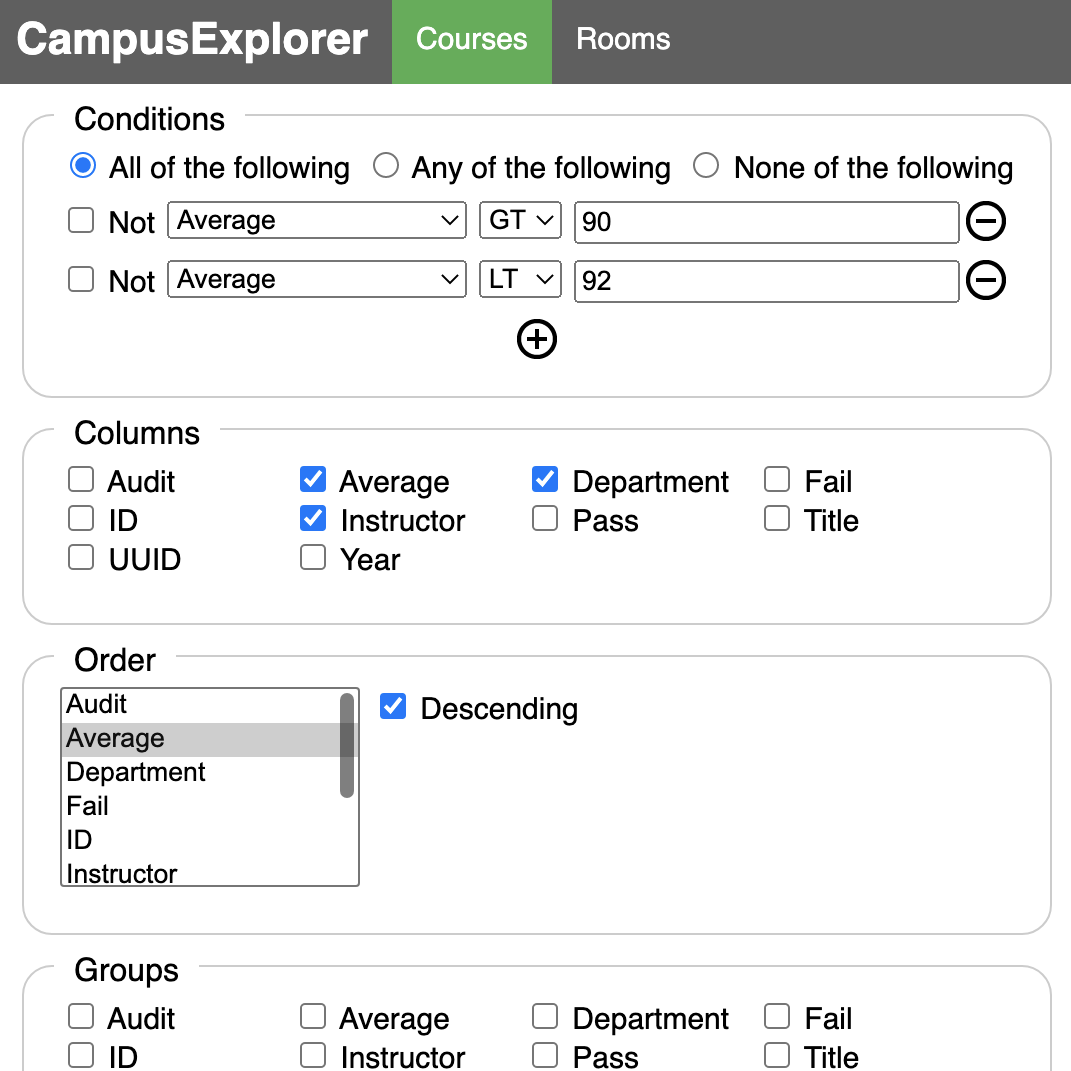 CampusExplorer Courses Rooms
Conditions
All of the following Any of the following None of the following
Not Average GT 90
Not Average LT 92
Columns
Audit Average Department Fail
ID Instructor Pass Title
UUID Year
Order
Audit
Descending
Average
Department
Fail
ID
Instructor
Groups
Audit Average Department Fail
ID Instructor Pass Title